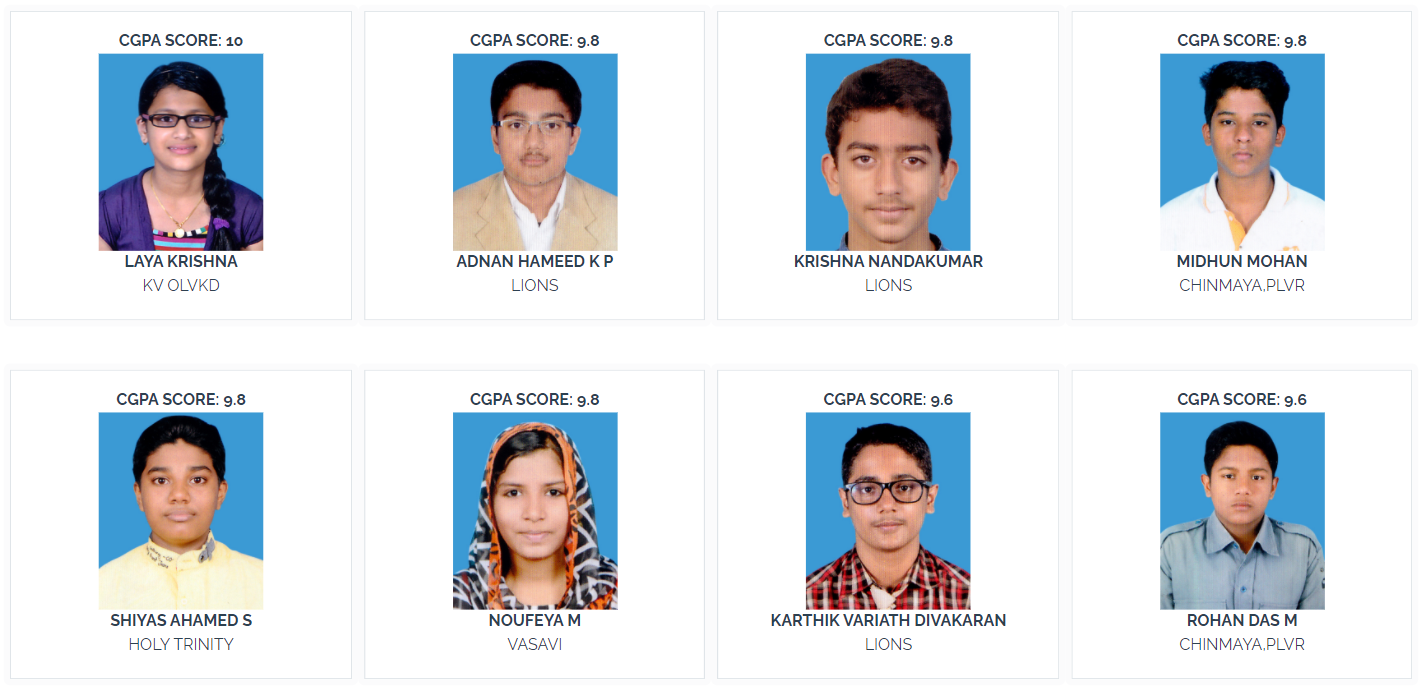 CGPA SCORE: 10
CGPA SCORE: 9.8
CGPA SCORE: 9.8
CGPA SCORE: 9.8
LAYA KRISHNA
KV OLVKD
ADNAN HAMEED K P
LIONS
KRISHNA NANDAKUMAR
LIONS
MIDHUN MOHAN
CHINMAYA,PLVR
CGPA SCORE: 9.8
CGPA SCORE: 9.8
CGPA SCORE: 9.6
CGPA SCORE: 9.6
SHIYAS AHAMED S
HOLY TRINITY
NOUFEYA M
VASAVI
KARTHIK VARIATH DIVAKARAN
LIONS
ROHAN DAS M
CHINMAYA,PLVR